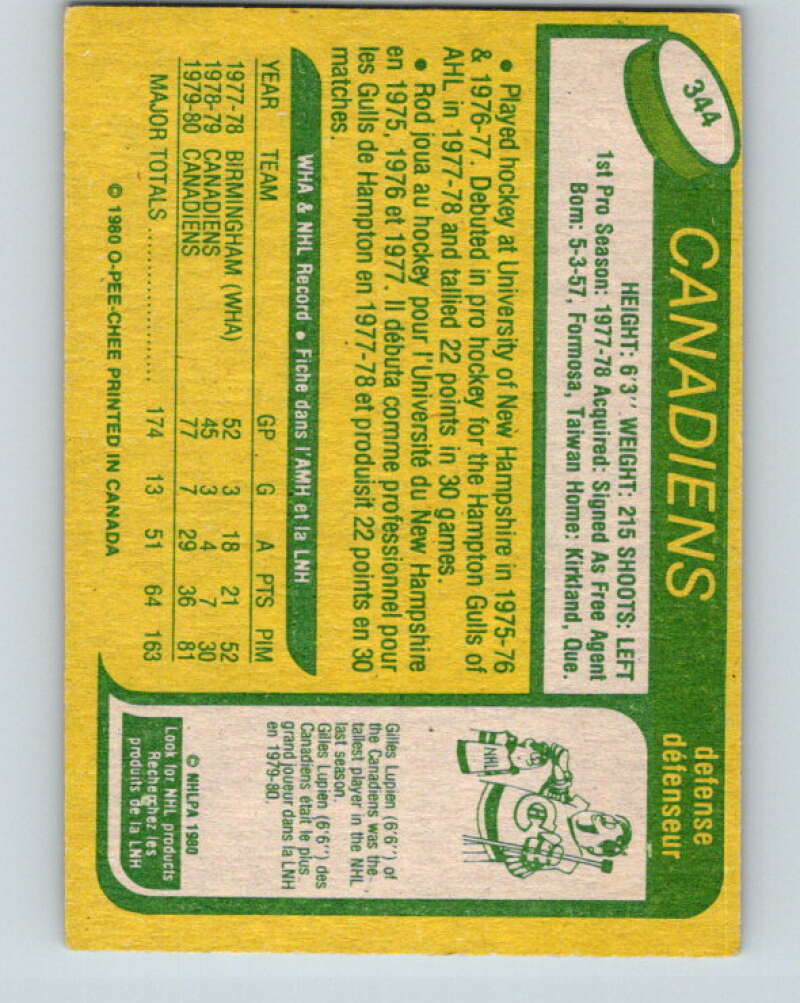 344
CANADIENS
defense
défenseur
HEIGHT: 6'3" WEIGHT: 215 SHOOTS: LEFT
1st Pro Season: 1977-78 Acquired: Signed As Free Agent
Born: 5-3-57, Formosa, Taiwan Home: Kirkland, Que.
• Played hockey at University of New Hampshire in 1975-76
& 1976-77. Debuted in pro hockey for the Hampton Gulls of
AHL in 1977-78 and tallied 22 points in 30 games.
• Rod joua au hockey pour l'Université du New Hampshire
en 1975, 1976 et 1977. Il débuta comme professionnel pour
les Gulls de Hampton en 1977-78 et produisit 22 points en 30
matches.
WHA & NHL Record • Fiche dans l'AMH et la LNH
YEAR TEAM GP G A PTS PIM
1977-78 BIRMINGHAM (WHA) 52 3 18 21 52
1978-79 CANADIENS 45 3 4 7 30
1979-80 CANADIENS 77 7 29 36 81
MAJOR TOTALS .................... 174 13 51 64 163
© 1980 O-PEE-CHEE PRINTED IN CANADA
NHL
Gilles Lupien (6'6") of
the Canadiens was the
tallest player in the NHL
last season.
Gilles Lupien (6'6") des
Canadiens était le plus
grand joueur dans la LNH
en 1979-80.
© NHLPA 1980
Look for NHL products
Recherchez les
produits de la LNH